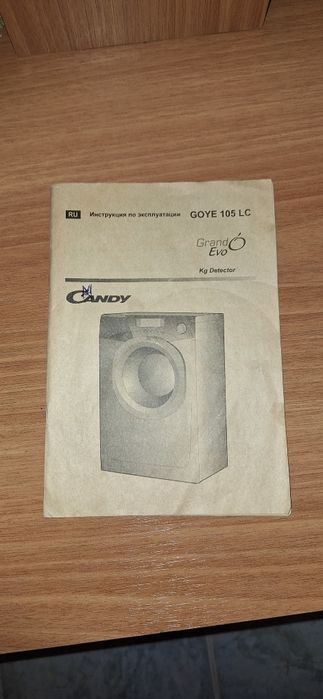 RU Инструкция по эксплуатации GOYE 105 LC
Grand Ó
Evo
Kg Detector
CANDY